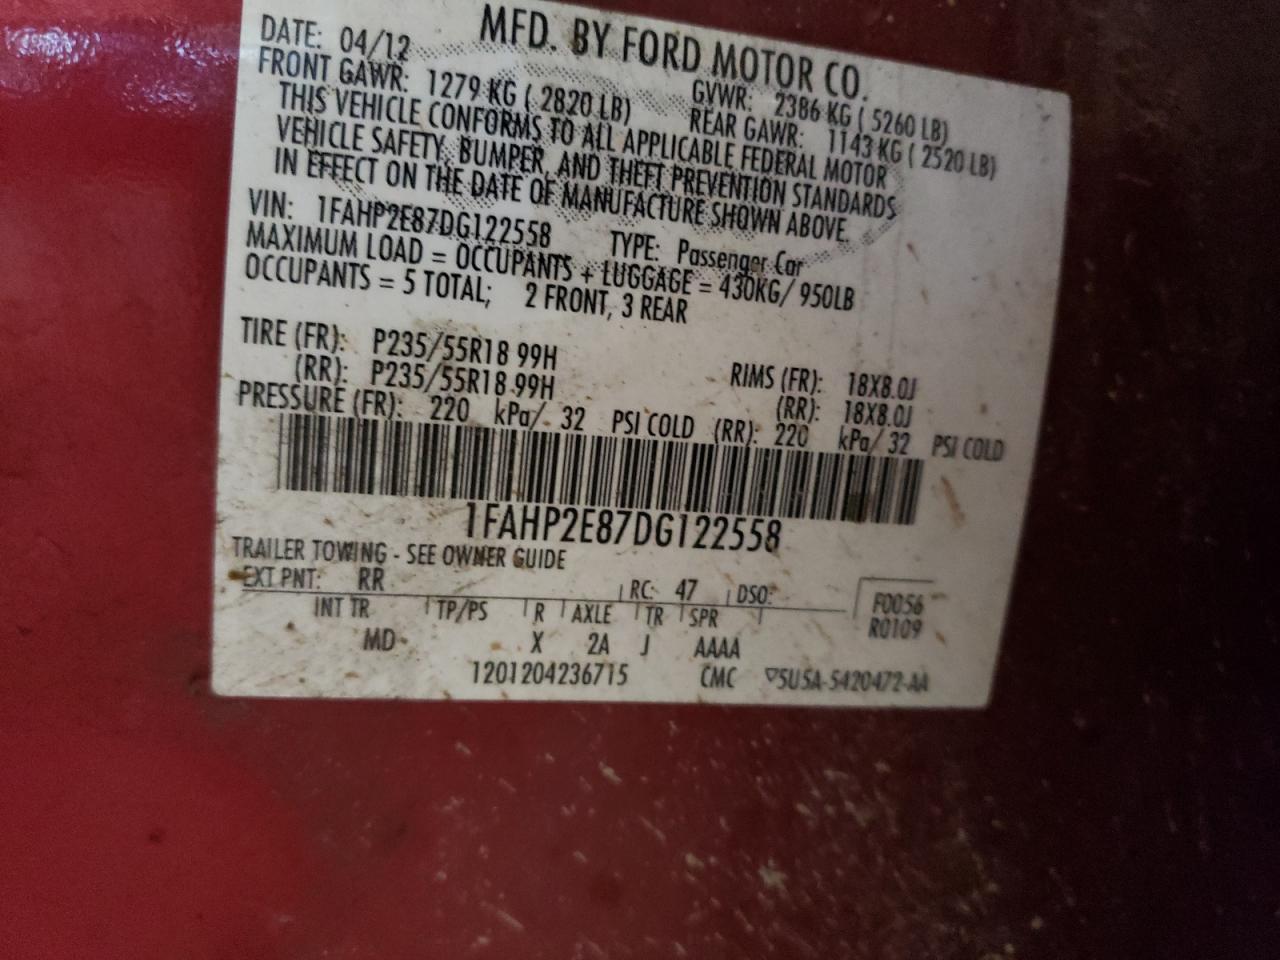 MFD. BY FORD MOTOR CO.
DATE: 04/12 GVWR: 2386 KG ( 5260 LB)
FRONT GAWR: 1279 KG ( 2820 LB) REAR GAWR: 1143 KG ( 2520 LB)
THIS VEHICLE CONFORMS TO ALL APPLICABLE FEDERAL MOTOR
VEHICLE SAFETY, BUMPER, AND THEFT PREVENTION STANDARDS
IN EFFECT ON THE DATE OF MANUFACTURE SHOWN ABOVE.
VIN: 1FAHP2E87DG122558 TYPE: Passenger Car
MAXIMUM LOAD = OCCUPANTS + LUGGAGE = 430KG/ 950LB
OCCUPANTS = 5 TOTAL; 2 FRONT, 3 REAR
TIRE (FR): P235/55R18 99H RIMS (FR): 18X8.0J
(RR): P235/55R18 99H (RR): 18X8.0J
PRESSURE (FR): 220 kPa/ 32 PSI COLD (RR): 220 kPa/ 32 PSI COLD
1FAHP2E87DG122558
TRAILER TOWING - SEE OWNER GUIDE
EXT PNT: RR RC: 47 DSO: F0056
INT TR TP/PS R AXLE TR SPR R0109
MD X 2A J AAAA
1201204236715 CMC ▽5USA-5420472-AA